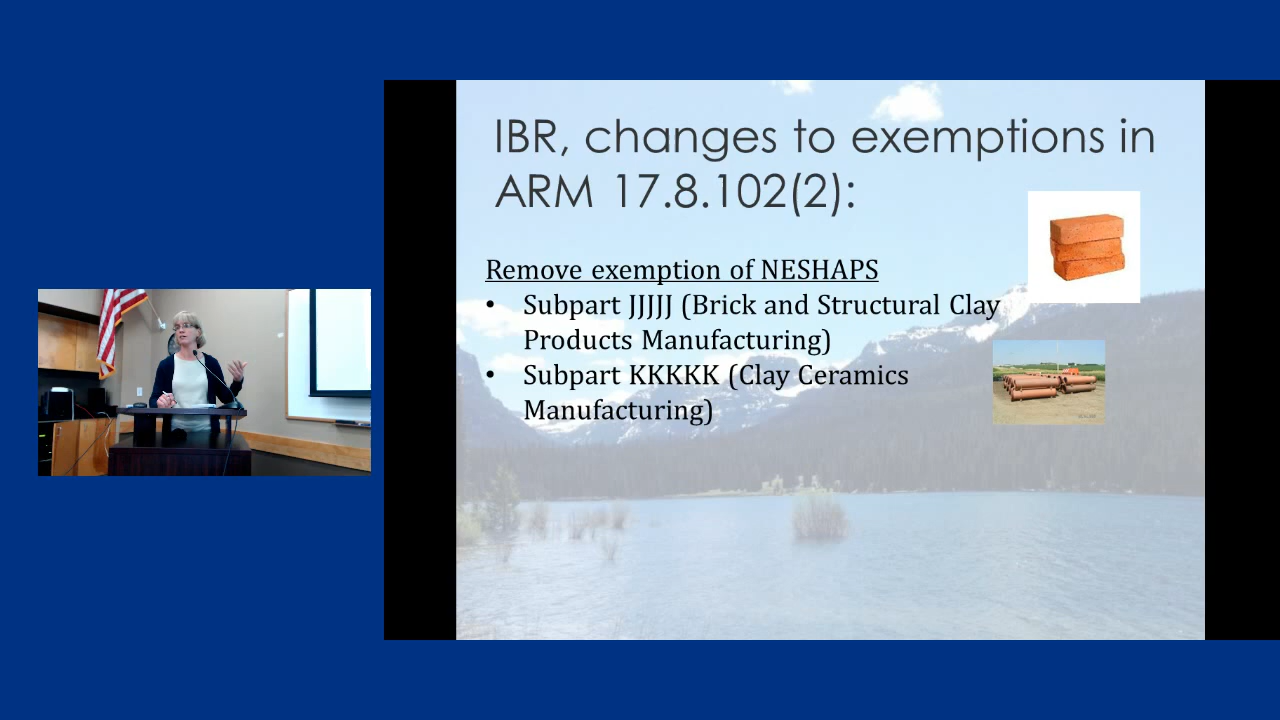 IBR, changes to exemptions in
ARM 17.8.102(2):
Remove exemption of NESHAPS
• Subpart JJJJJ (Brick and Structural Clay
Products Manufacturing)
• Subpart KKKKK (Clay Ceramics
Manufacturing)